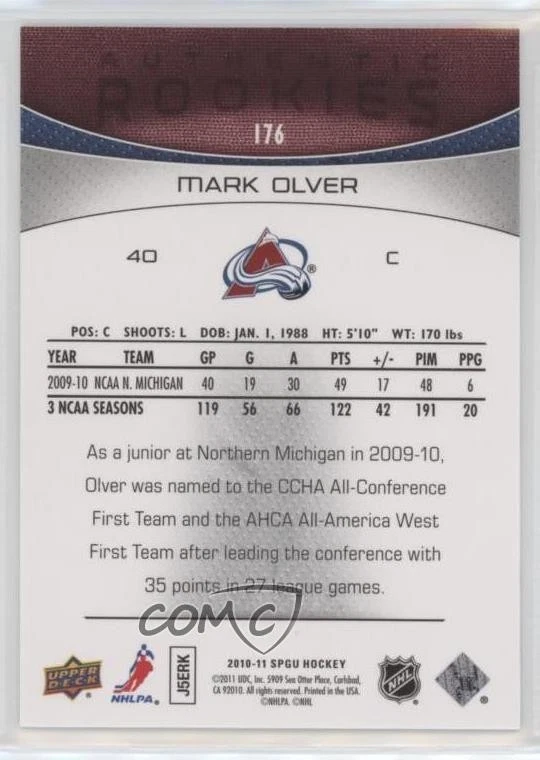 AUTHENTIC
ROOKIES
176
MARK OLVER
40 C
POS: C SHOOTS: L DOB: JAN. 1, 1988 HT: 5'10" WT: 170 lbs
YEAR TEAM GP G A PTS +/- PIM PPG
2009-10 NCAA N. MICHIGAN 40 19 30 49 17 48 6
3 NCAA SEASONS 119 56 66 122 42 191 20
As a junior at Northern Michigan in 2009-10,
Olver was named to the CCHA All-Conference
First Team and the AHCA All-America West
First Team after leading the conference with
35 points in 27 league games.
COMC
UPPER
DECK
NHLPA.
J5ERK
2010-11 SPGU HOCKEY
©2011 UDC, Inc. 5909 Sea Otter Place, Carlsbad,
CA 92010. All rights reserved. Printed in the USA.
©NHLPA. ©NHL
NHL